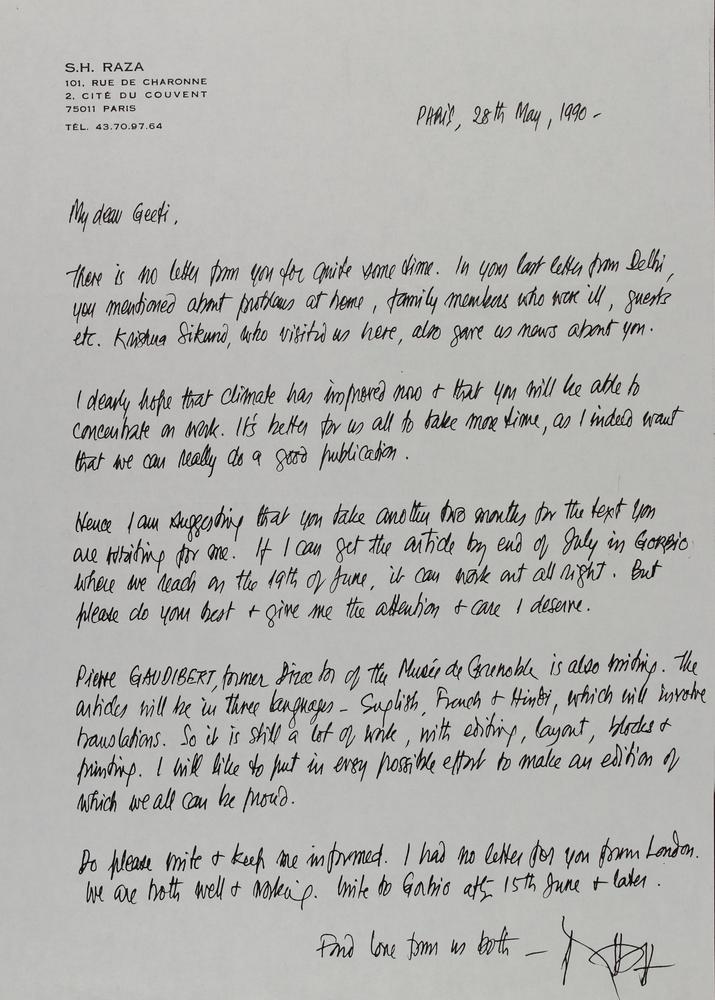 S.H. RAZA
101, RUE DE CHARONNE
2, CITÉ DU COUVENT
75011 PARIS
TÉL. 43.70.97.64
PARIS, 28th May, 1990 -
My dear Geeti,
There is no letter from you for quite some time. In your last letter from Delhi,
you mentioned about problems at home, family members who were ill, guests
etc. Krishna Sikund, who visited us here, also gave us news about you.
I dearly hope that climate has improved now + that you will be able to
concentrate on work. It's better for us all to take more time, as I indeed want
that we can really do a good publication.
Hence I am suggesting that you take another two months for the text you
are writing for me. If I can get the article by end of July in GORBIO
where we reach on the 19th of June, it can work out all right. But
please do your best + give me the attention + care I deserve.
Pierre GAUDIBERT, former Director of the Musée de Grenoble is also writing. The
articles will be in three languages - English, French + Hindi, which will involve
translations. So it is still a lot of work, with editing, layout, blocks +
printing. I will like to put in every possible effort to make an edition of
which we all can be proud.
Do please write + keep me informed. I had no letter for you from London.
We are both well + working. Write to Gorbio after 15th June + later.
Fond love from us both -